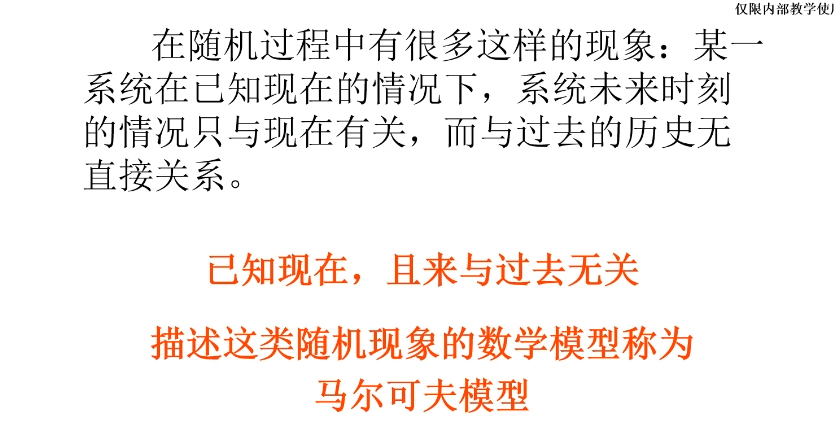 仅限内部教学使用
在随机过程中有很多这样的现象：某一
系统在已知现在的情况下，系统未来时刻
的情况只与现在有关，而与过去的历史无
直接关系。
已知现在，且来与过去无关
描述这类随机现象的数学模型称为
马尔可夫模型